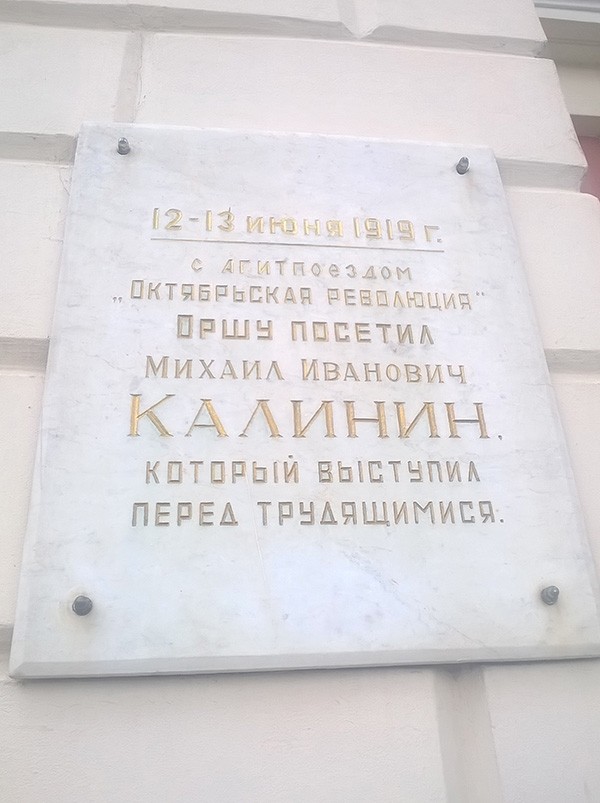 12-13 июня 1919 г.
с агитпоездом
„Октябрьская революция"
Оршу посетил
Михаил Иванович
Калинин,
который выступил
перед трудящимися.